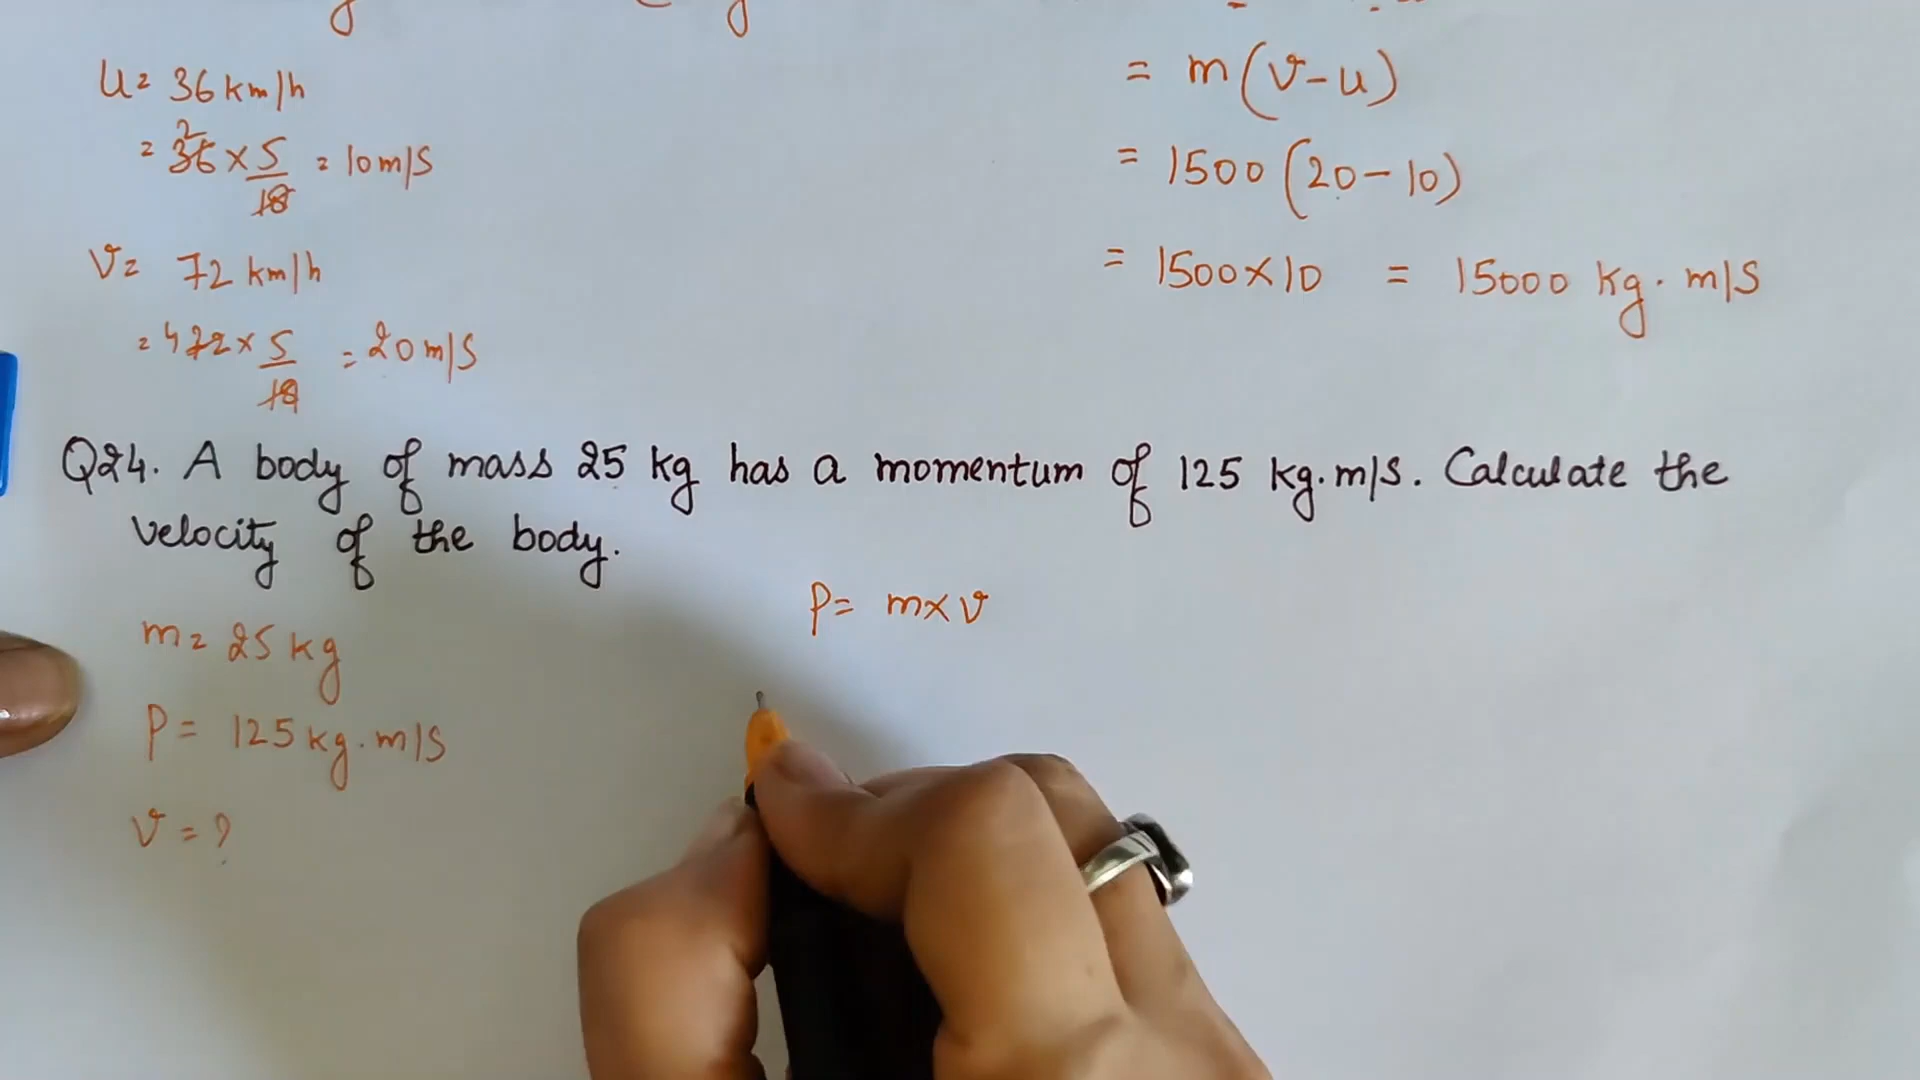 u= 36 km/h
= 36 2 × 5/18 = 10 m/s
v= 72 km/h
= 4 72 × 5/18 = 20 m/s
= m(v-u)
= 1500 (20-10)
= 1500×10 = 15000 kg. m/s
Q24. A body of mass 25 kg has a momentum of 125 kg.m/s. Calculate the
velocity of the body.
m= 25 kg
P= 125 kg.m/s
v=?
P= m×v